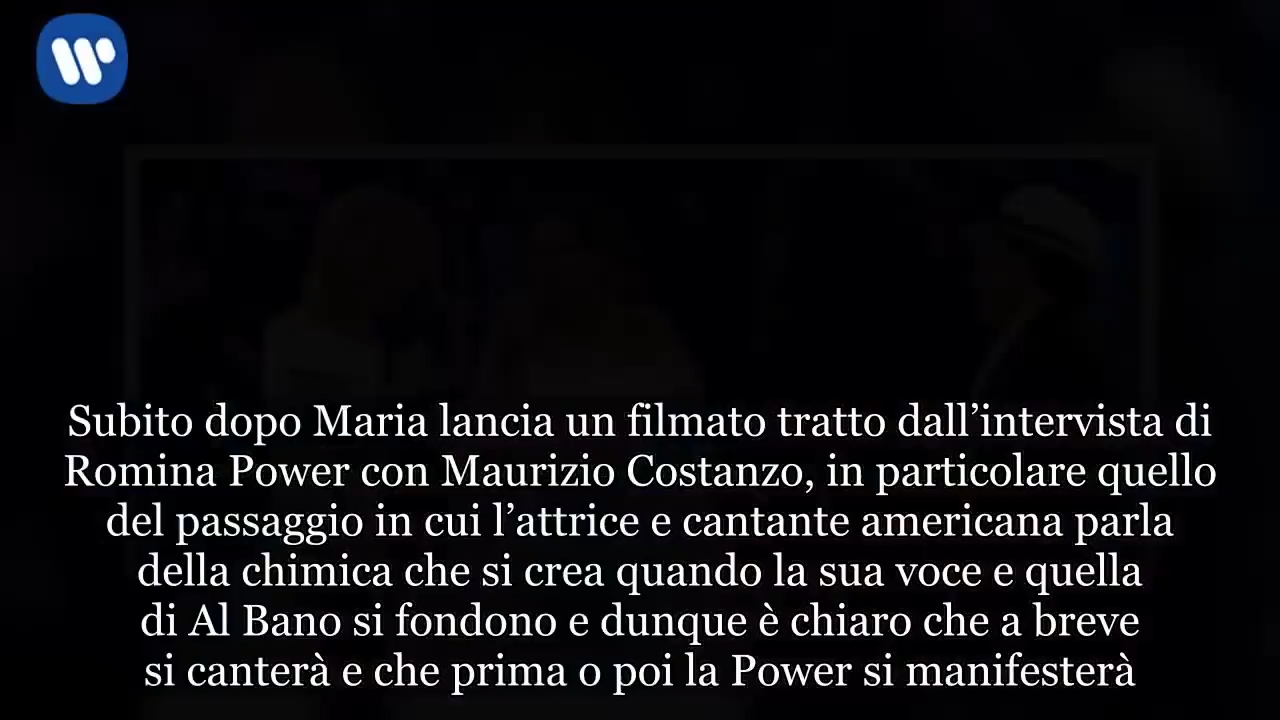 Subito dopo Maria lancia un filmato tratto dall’intervista di
Romina Power con Maurizio Costanzo, in particolare quello
del passaggio in cui l’attrice e cantante americana parla
della chimica che si crea quando la sua voce e quella
di Al Bano si fondono e dunque è chiaro che a breve
si canterà e che prima o poi la Power si manifesterà